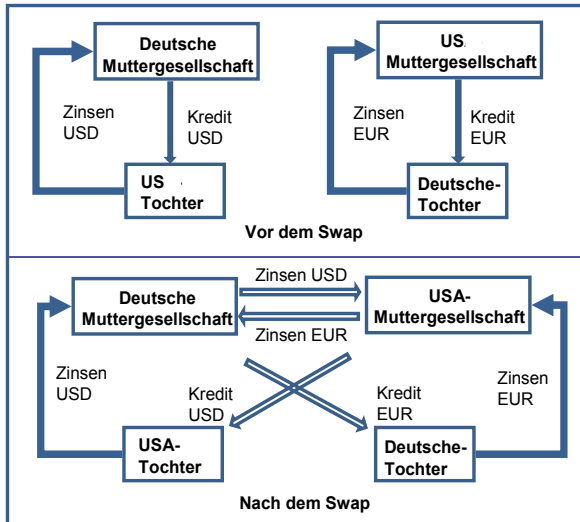 Deutsche
Muttergesellschaft
US
Muttergesellschaft
Zinsen
USD
Kredit
USD
Zinsen
EUR
Kredit
EUR
US
Tochter
Deutsche-
Tochter
Vor dem Swap
Zinsen USD
Deutsche
Muttergesellschaft
USA-
Muttergesellschaft
Zinsen EUR
Zinsen
USD
Kredit
USD
Kredit
EUR
Zinsen
EUR
USA-
Tochter
Deutsche-
Tochter
Nach dem Swap